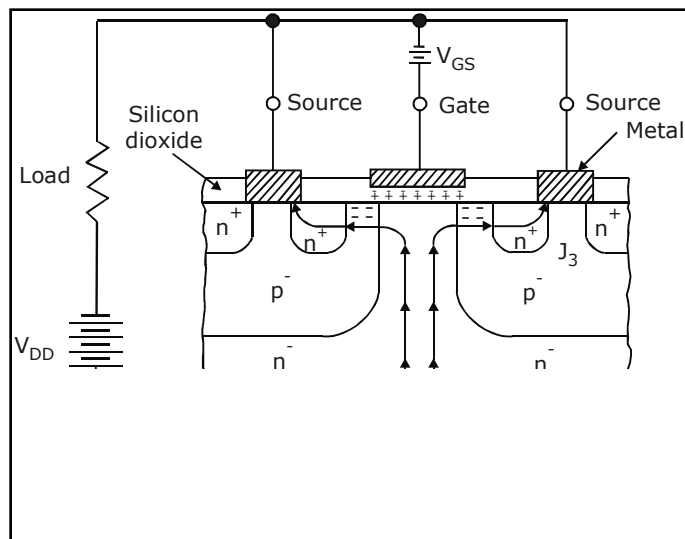 V_GS
Source
Gate
Source
Silicon
dioxide
Metal
Load
+ + + + + + +
n⁺
n⁺
n⁺
n⁺
J₃
p⁻
p⁻
V_DD
n⁻
n⁻